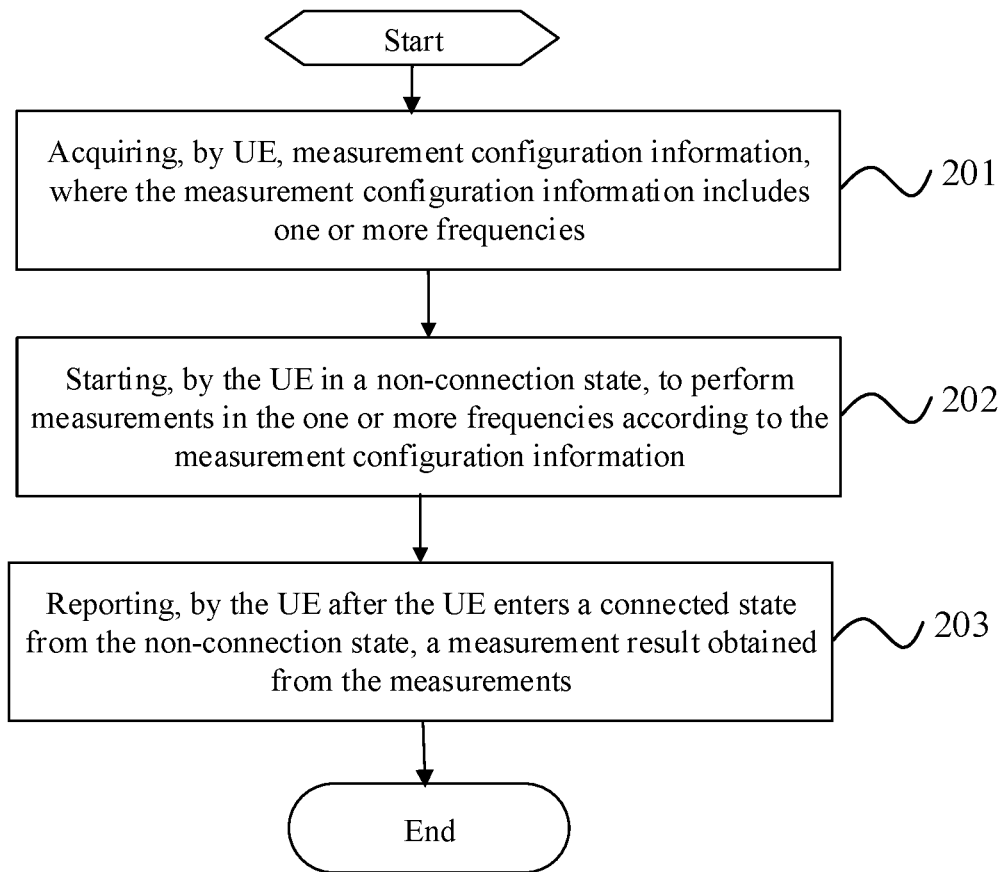 Start
Acquiring, by UE, measurement configuration information,
where the measurement configuration information includes
one or more frequencies
201
Starting, by the UE in a non-connection state, to perform
measurements in the one or more frequencies according to the
measurement configuration information
202
Reporting, by the UE after the UE enters a connected state
from the non-connection state, a measurement result obtained
from the measurements
203
End